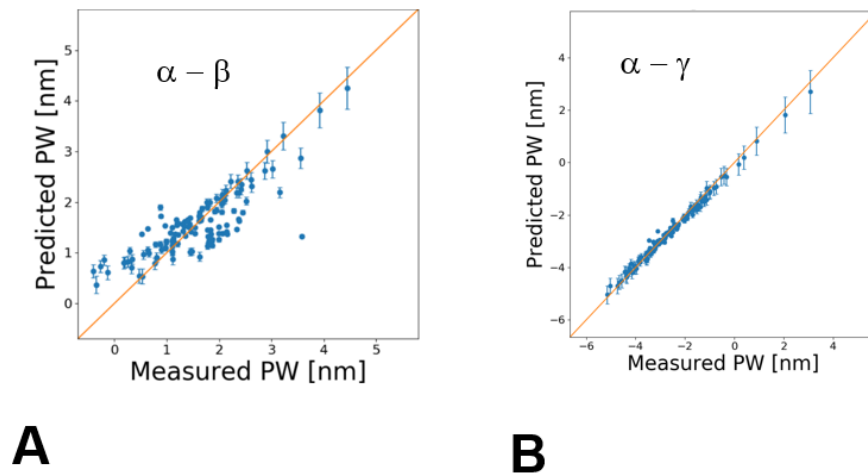 α – β
Predicted PW [nm]
5
4
3
2
1
0
0 1 2 3 4 5
Measured PW [nm]
A
α – γ
Predicted PW [nm]
4
2
0
−2
−4
−6
−6 −4 −2 0 2 4
Measured PW [nm]
B